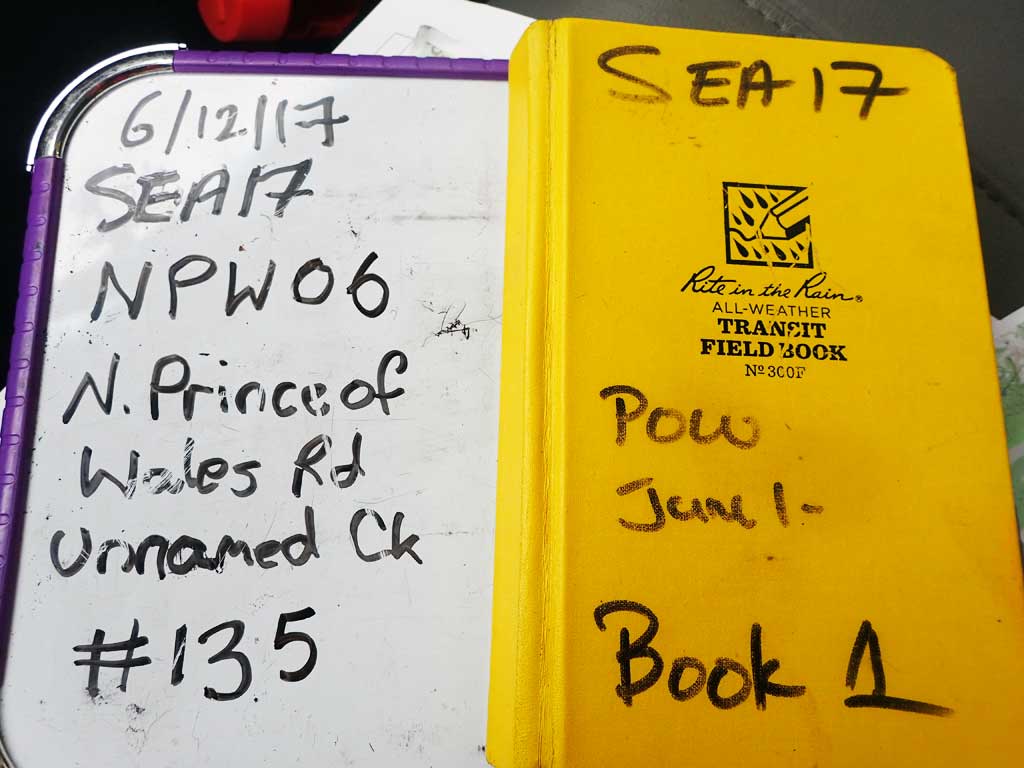 6/12/17
SEA17
NPW06
N. Prince of
Wales Rd
Unnamed Ck
#135
SEA17
Rite in the Rain®
ALL-WEATHER
TRANSIT
FIELD BOOK
Nº 300F
POW
June 1-
Book 1